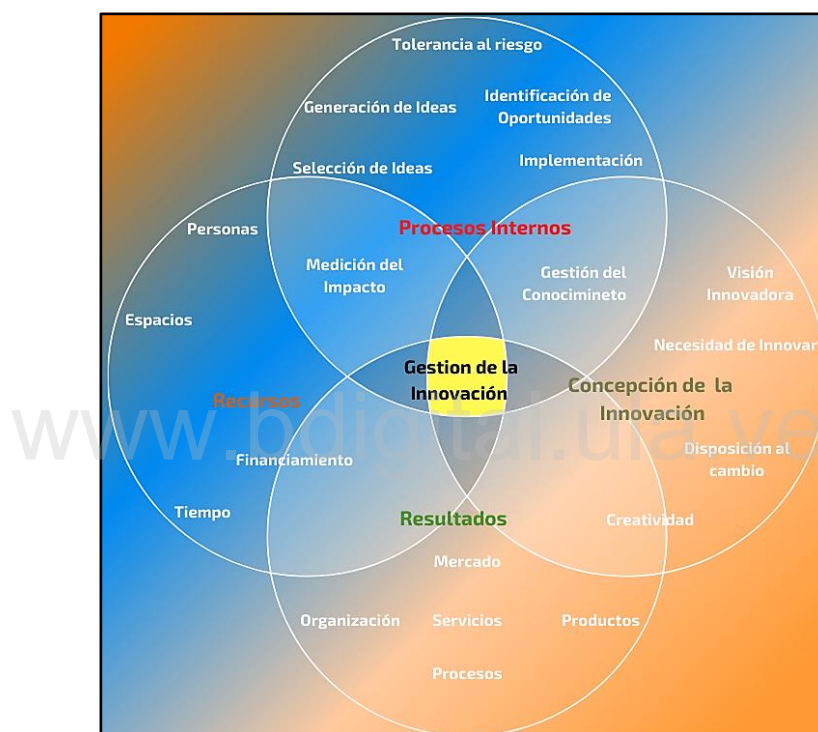 Tolerancia al riesgo
Generación de Ideas
Identificación de
Oportunidades
Selección de Ideas
Implementación
Personas
Procesos Internos
Medición del
Impacto
Gestión del
Conocimineto
Visión
Innovadora
Espacios
Necesidad de Innovar
Gestion de la
Innovación
Concepción de la
Innovación
Recursos
www.bdigital.ula.ve
Financiamiento
Disposición al
cambio
Tiempo
Resultados
Creatividad
Mercado
Organización
Servicios
Productos
Procesos